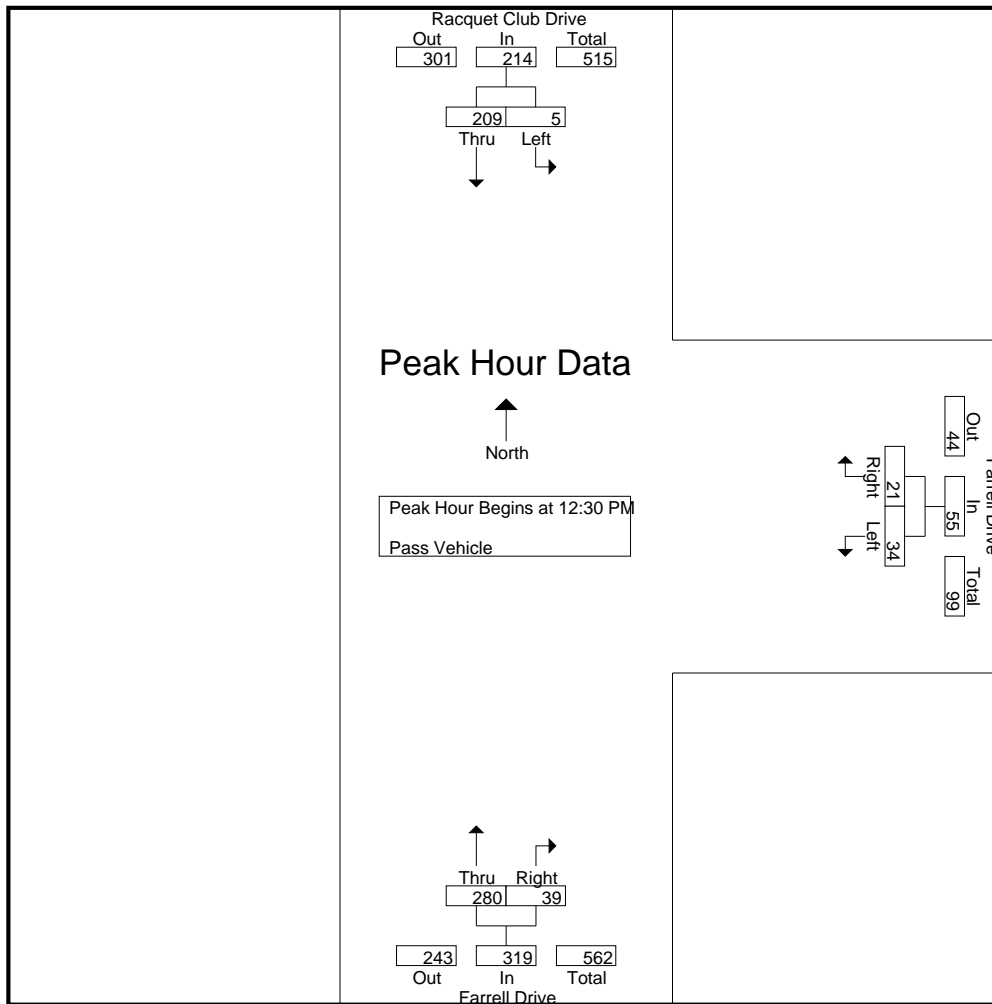 Racquet Club Drive
Out In Total
301 214 515
209 5
Thru Left
Peak Hour Data
North
Peak Hour Begins at 12:30 PM
Pass Vehicle
Farrell Drive
Out In Total
44 55 99
21 34
Right Left
Thru Right
280 39
243 319 562
Out In Total
Farrell Drive